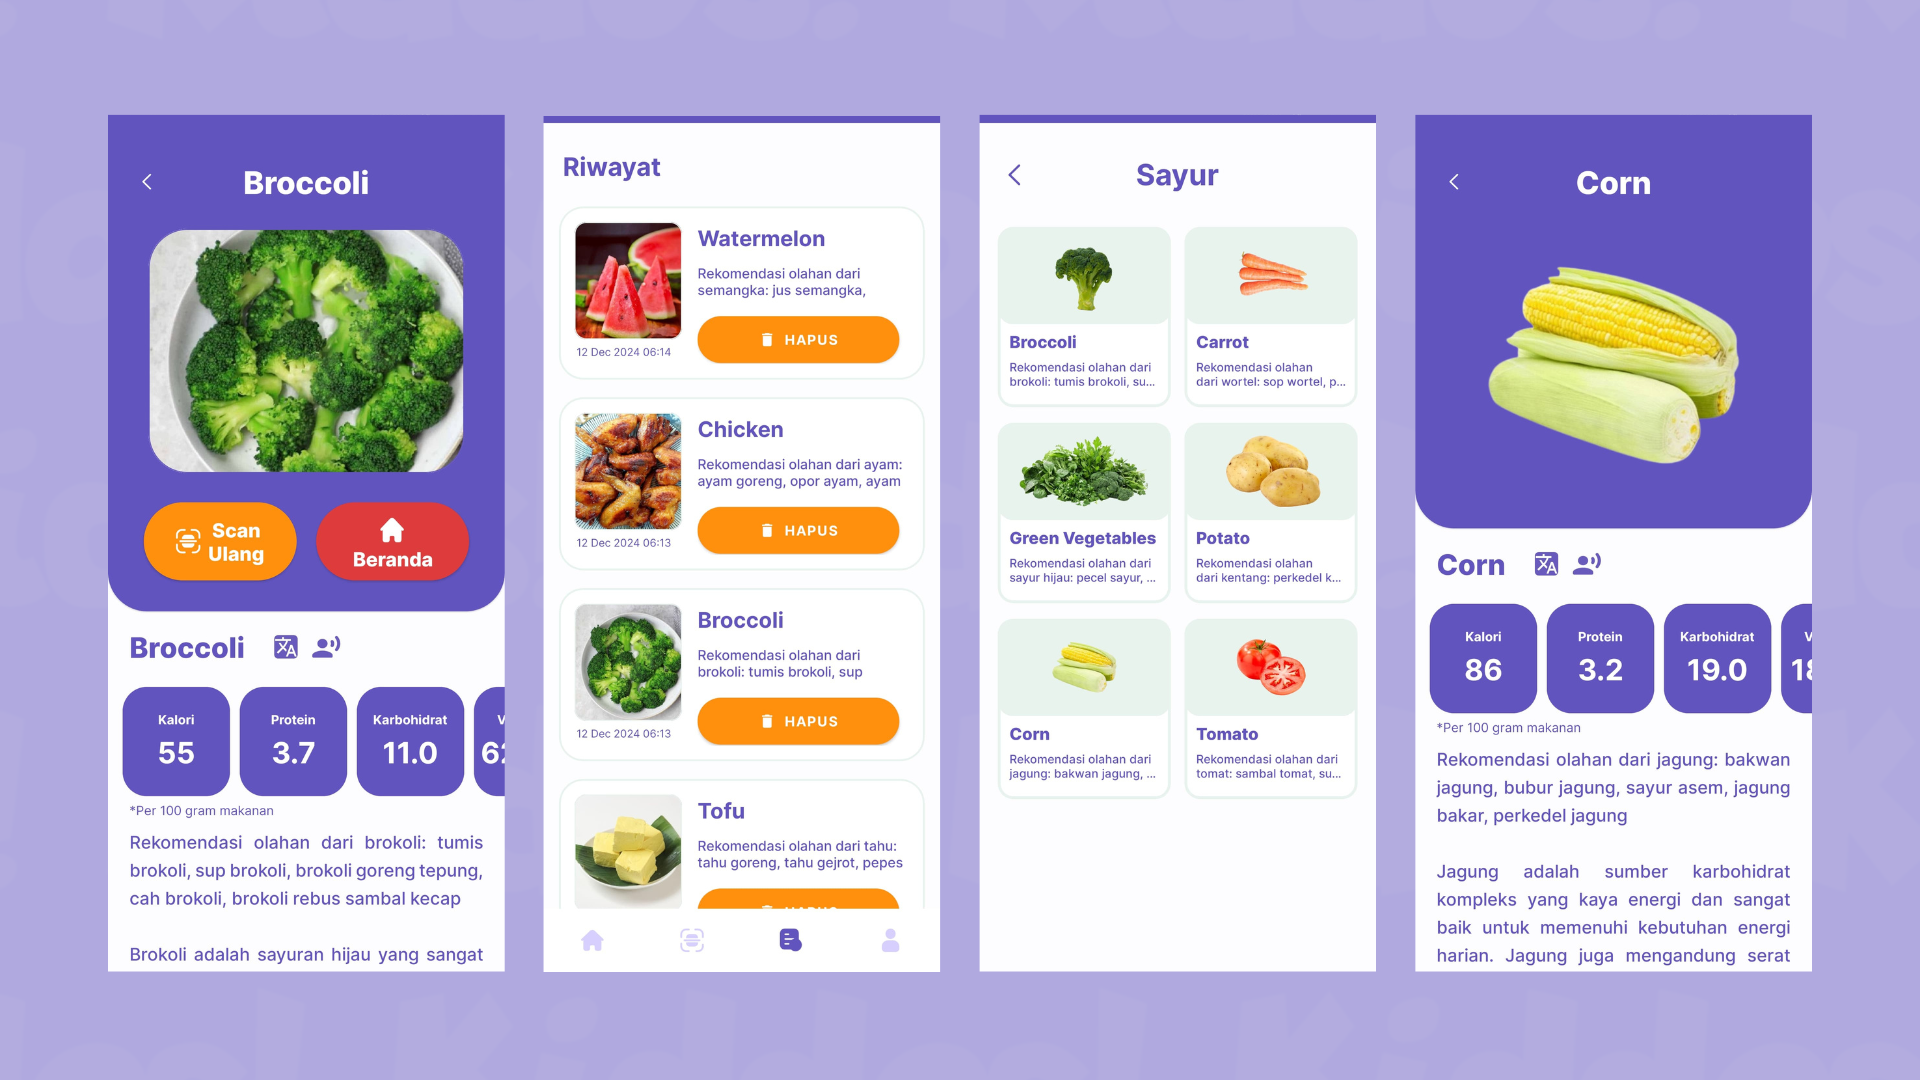 Broccoli
Scan
Ulang
Beranda
Broccoli
Kalori
55
Protein
3.7
Karbohidrat
11.0
*Per 100 gram makanan
Rekomendasi olahan dari brokoli: tumis
brokoli, sup brokoli, brokoli goreng tepung,
cah brokoli, brokoli rebus sambal kecap
Brokoli adalah sayuran hijau yang sangat
Riwayat
Watermelon
Rekomendasi olahan dari
semangka: jus semangka,
HAPUS
12 Dec 2024 06:14
Chicken
Rekomendasi olahan dari ayam:
ayam goreng, opor ayam, ayam
HAPUS
12 Dec 2024 06:13
Broccoli
Rekomendasi olahan dari
brokoli: tumis brokoli, sup
HAPUS
12 Dec 2024 06:13
Tofu
Rekomendasi olahan dari tahu:
tahu goreng, tahu gejrot, pepes
Sayur
Broccoli
Rekomendasi olahan dari
brokoli: tumis brokoli, su...
Carrot
Rekomendasi olahan
dari wortel: sop wortel, p...
Green Vegetables
Rekomendasi olahan dari
sayur hijau: pecel sayur, ...
Potato
Rekomendasi olahan
dari kentang: perkedel k...
Corn
Rekomendasi olahan dari
jagung: bakwan jagung, ...
Tomato
Rekomendasi olahan dari
tomat: sambal tomat, su...
Corn
Corn
Kalori
86
Protein
3.2
Karbohidrat
19.0
*Per 100 gram makanan
Rekomendasi olahan dari jagung: bakwan
jagung, bubur jagung, sayur asem, jagung
bakar, perkedel jagung
Jagung adalah sumber karbohidrat
kompleks yang kaya energi dan sangat
baik untuk memenuhi kebutuhan energi
harian. Jagung juga mengandung serat